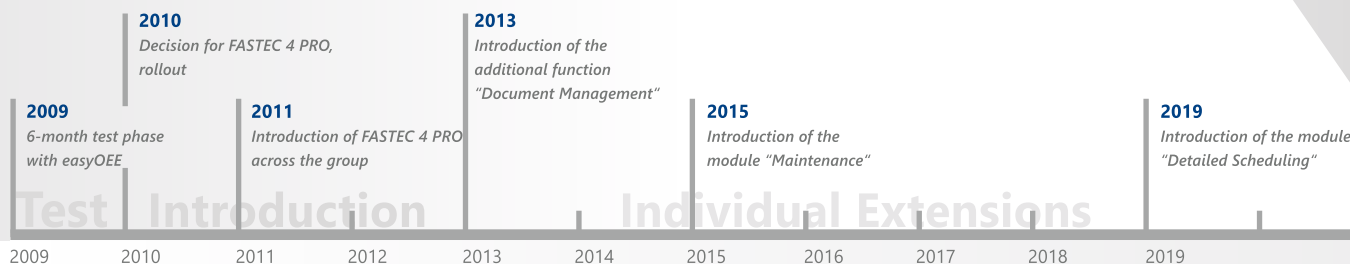 2010
Decision for FASTEC 4 PRO,
rollout
2013
Introduction of the
additional function
“Document Management“
2009
6-month test phase
with easyOEE
2011
Introduction of FASTEC 4 PRO
across the group
2015
Introduction of the
module “Maintenance“
2019
Introduction of the module
“Detailed Scheduling“
Test Introduction Individual Extensions
2009 2010 2011 2012 2013 2014 2015 2016 2017 2018 2019